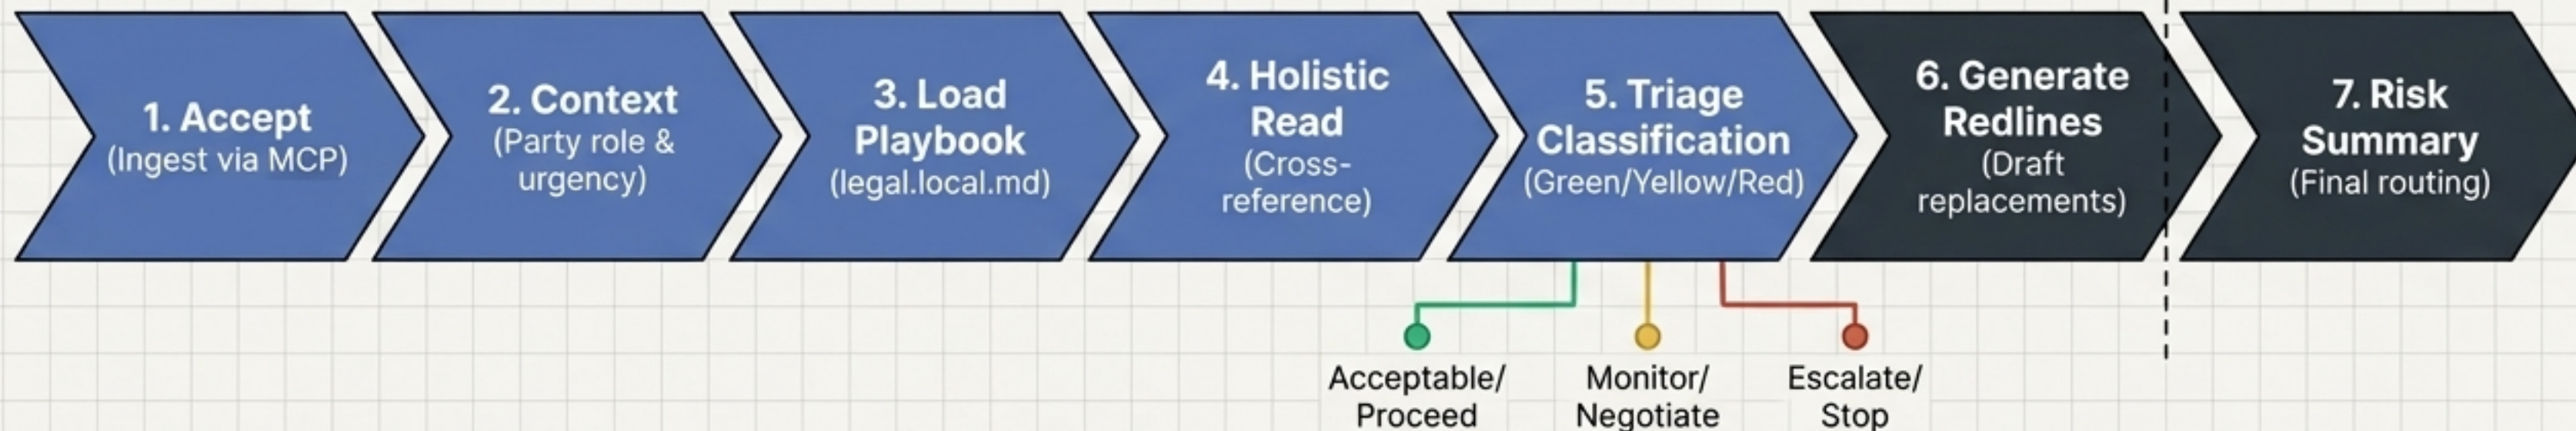 1. Accept
(Ingest via MCP)
2. Context
(Party role &
urgency)
3. Load
Playbook
(legal.local.md)
4. Holistic
Read
(Cross-
reference)
5. Triage
Classification
(Green/Yellow/Red)
6. Generate
Redlines
(Draft
replacements)
7. Risk
Summary
(Final routing)
Acceptable/
Proceed
Monitor/
Negotiate
Escalate/
Stop